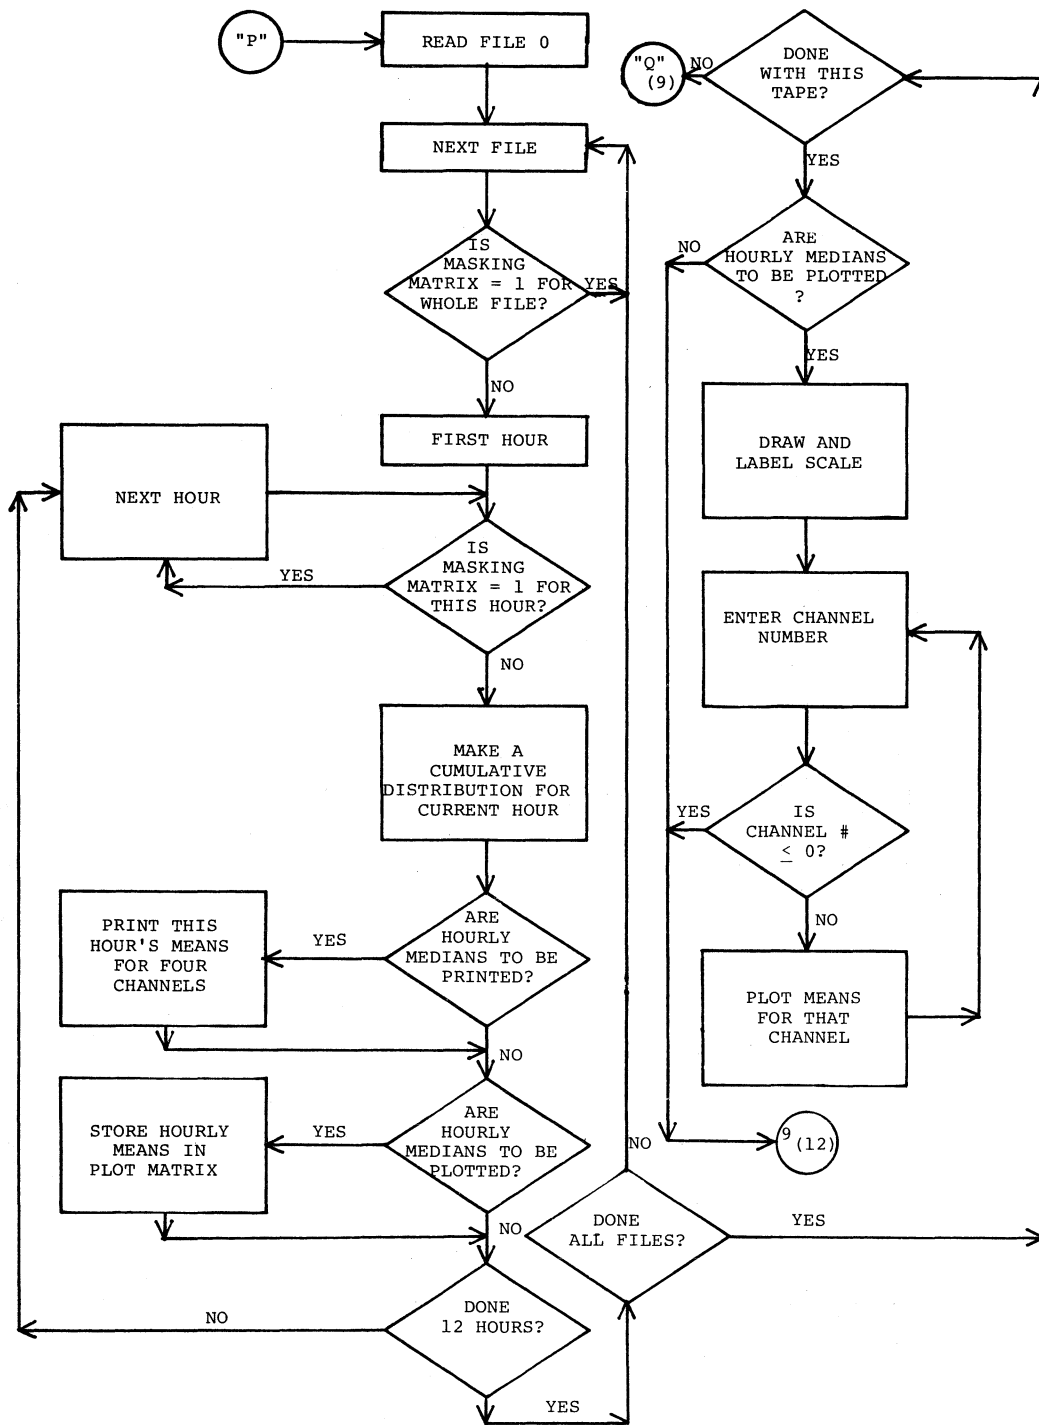 "P"
READ FILE 0
NEXT FILE
IS
MASKING
MATRIX = 1 FOR
WHOLE FILE?
YES
NO
FIRST HOUR
NEXT HOUR
IS
MASKING
MATRIX = 1 FOR
THIS HOUR?
YES
NO
MAKE A
CUMULATIVE
DISTRIBUTION FOR
CURRENT HOUR
ARE
HOURLY
MEDIANS TO BE
PRINTED?
YES
PRINT THIS
HOUR'S MEANS
FOR FOUR
CHANNELS
NO
ARE
HOURLY
MEDIANS TO BE
PLOTTED?
YES
STORE HOURLY
MEANS IN
PLOT MATRIX
NO
DONE
12 HOURS?
NO
YES
DONE
ALL FILES?
NO
YES
DONE
WITH THIS
TAPE?
NO
"Q"
(9)
YES
ARE
HOURLY MEDIANS
TO BE PLOTTED
?
NO
YES
DRAW AND
LABEL SCALE
ENTER CHANNEL
NUMBER
IS
CHANNEL #
≤ 0?
YES
NO
PLOT MEANS
FOR THAT
CHANNEL
9
(12)